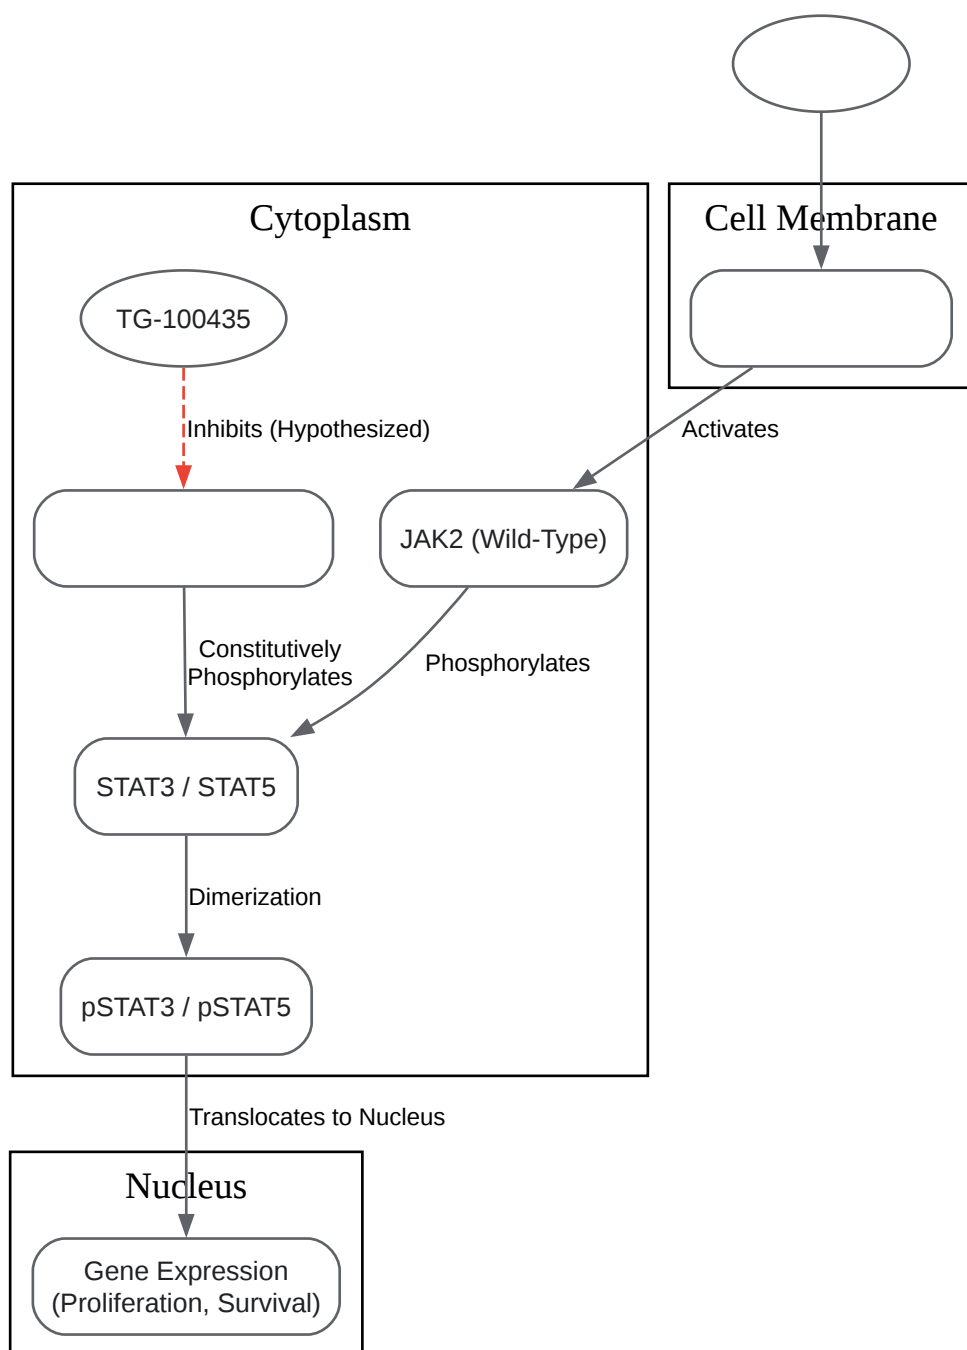 Cytoplasm
Cell Membrane
TG-100435
Inhibits (Hypothesized)
Activates
JAK2 (Wild-Type)
Constitutively
Phosphorylates
Phosphorylates
STAT3 / STAT5
Dimerization
pSTAT3 / pSTAT5
Translocates to Nucleus
Nucleus
Gene Expression
(Proliferation, Survival)